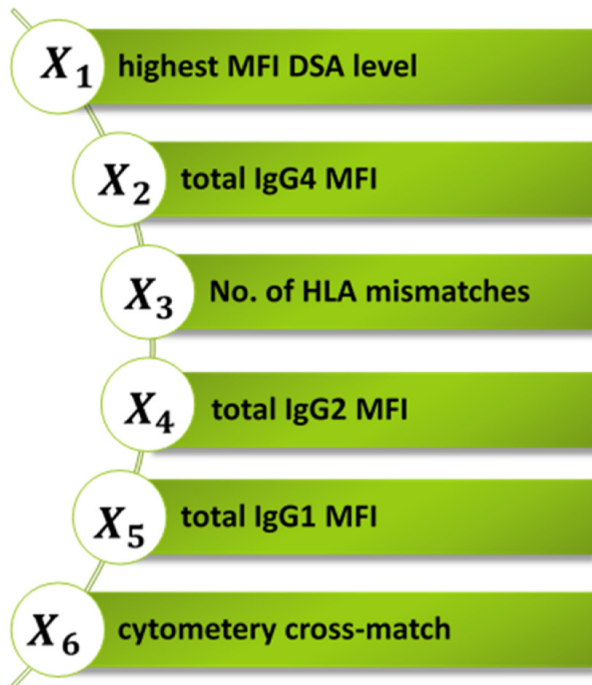 X₁ highest MFI DSA level
X₂ total IgG4 MFI
X₃ No. of HLA mismatches
X₄ total IgG2 MFI
X₅ total IgG1 MFI
X₆ cytometery cross-match